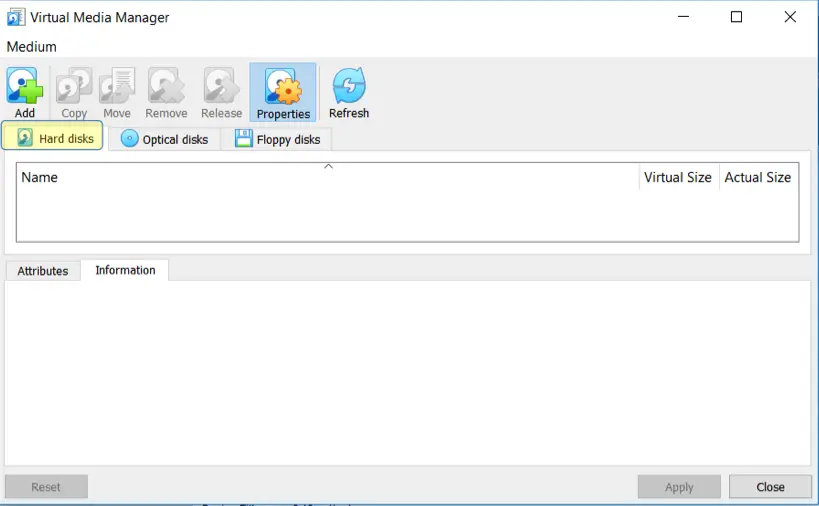 Virtual Media Manager
Medium
Add Copy Move Remove Release Properties Refresh
Hard disks Optical disks Floppy disks
Name Virtual Size Actual Size
Attributes Information
Reset Apply Close